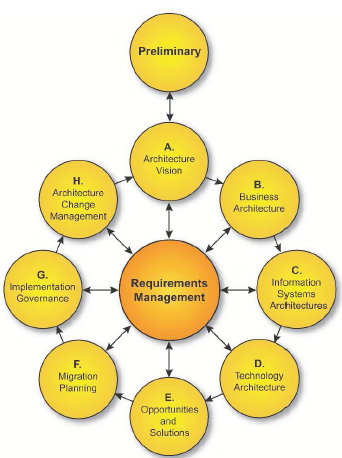 Preliminary
A.
Architecture
Vision
B.
Business
Architecture
C.
Information
Systems
Architectures
D.
Technology
Architecture
E.
Opportunities
and
Solutions
F.
Migration
Planning
G.
Implementation
Governance
H.
Architecture
Change
Management
Requirements
Management